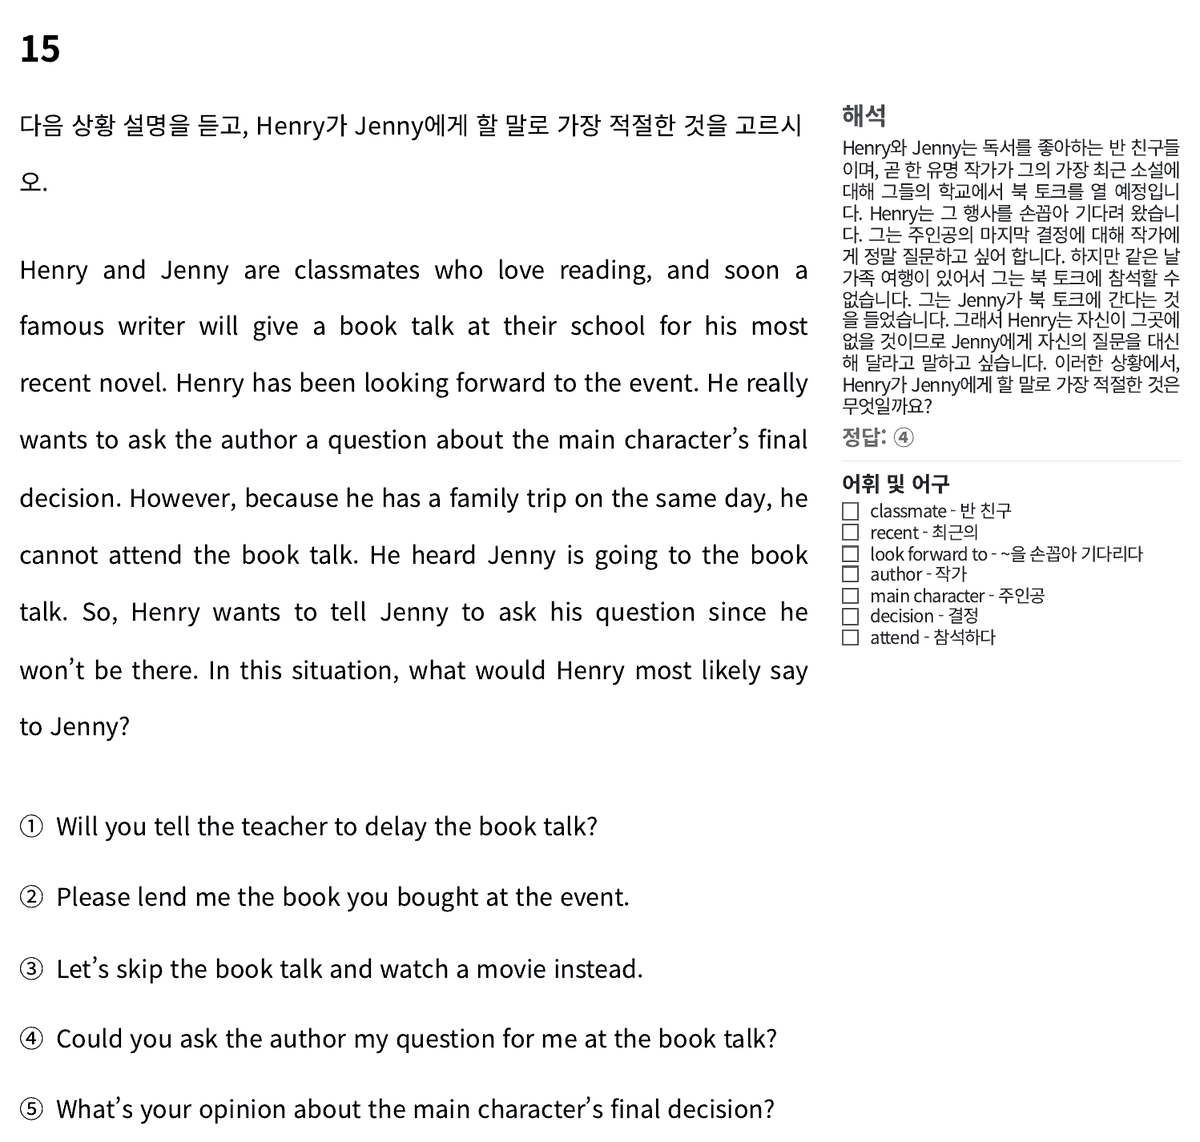 15
다음 상황 설명을 듣고, Henry가 Jenny에게 할 말로 가장 적절한 것을 고르시
오.
Henry and Jenny are classmates who love reading, and soon a
famous writer will give a book talk at their school for his most
recent novel. Henry has been looking forward to the event. He really
wants to ask the author a question about the main character’s final
decision. However, because he has a family trip on the same day, he
cannot attend the book talk. He heard Jenny is going to the book
talk. So, Henry wants to tell Jenny to ask his question since he
won’t be there. In this situation, what would Henry most likely say
to Jenny?
① Will you tell the teacher to delay the book talk?
② Please lend me the book you bought at the event.
③ Let’s skip the book talk and watch a movie instead.
④ Could you ask the author my question for me at the book talk?
⑤ What’s your opinion about the main character’s final decision?
해석
Henry와 Jenny는 독서를 좋아하는 반 친구들
이며, 곧 한 유명 작가가 그의 가장 최근 소설에
대해 그들의 학교에서 북 토크를 열 예정입니
다. Henry는 그 행사를 손꼽아 기다려 왔습니
다. 그는 주인공의 마지막 결정에 대해 작가에
게 정말 질문하고 싶어 합니다. 하지만 같은 날
가족 여행이 있어서 그는 북 토크에 참석할 수
없습니다. 그는 Jenny가 북 토크에 간다는 것
을 들었습니다. 그래서 Henry는 자신이 그곳에
없을 것이므로 Jenny에게 자신의 질문을 대신
해 달라고 말하고 싶습니다. 이러한 상황에서,
Henry가 Jenny에게 할 말로 가장 적절한 것은
무엇일까요?
정답: ④
어휘 및 어구
□ classmate - 반 친구
□ recent - 최근의
□ look forward to - ~을 손꼽아 기다리다
□ author - 작가
□ main character - 주인공
□ decision - 결정
□ attend - 참석하다